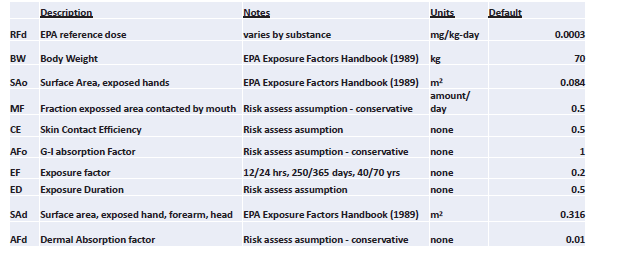 Description Notes Units Default
RFd EPA reference dose varies by substance mg/kg-day 0.0003
BW Body Weight EPA Exposure Factors Handbook (1989) kg 70
SAo Surface Area, exposed hands EPA Exposure Factors Handbook (1989) m² 0.084
MF Fraction expossed area contacted by mouth Risk assess assumption - conservative amount/
day 0.5
CE Skin Contact Efficiency Risk assess asumption none 0.5
AFo G-I absorption Factor Risk assess assumption - conservative none 1
EF Exposure factor 12/24 hrs, 250/365 days, 40/70 yrs none 0.2
ED Exposure Duration Risk assess assumption none 0.5
SAd Surface area, exposed hand, forearm, head EPA Exposure Factors Handbook (1989) m² 0.316
AFd Dermal Absorption factor Risk assess asumption - conservative none 0.01